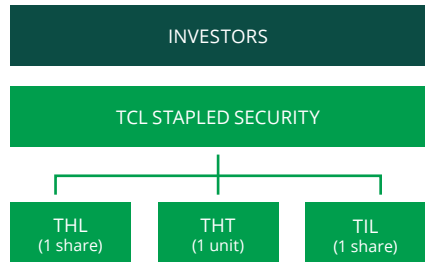 INVESTORS
TCL STAPLED SECURITY
THL
(1 share)
THT
(1 unit)
TIL
(1 share)